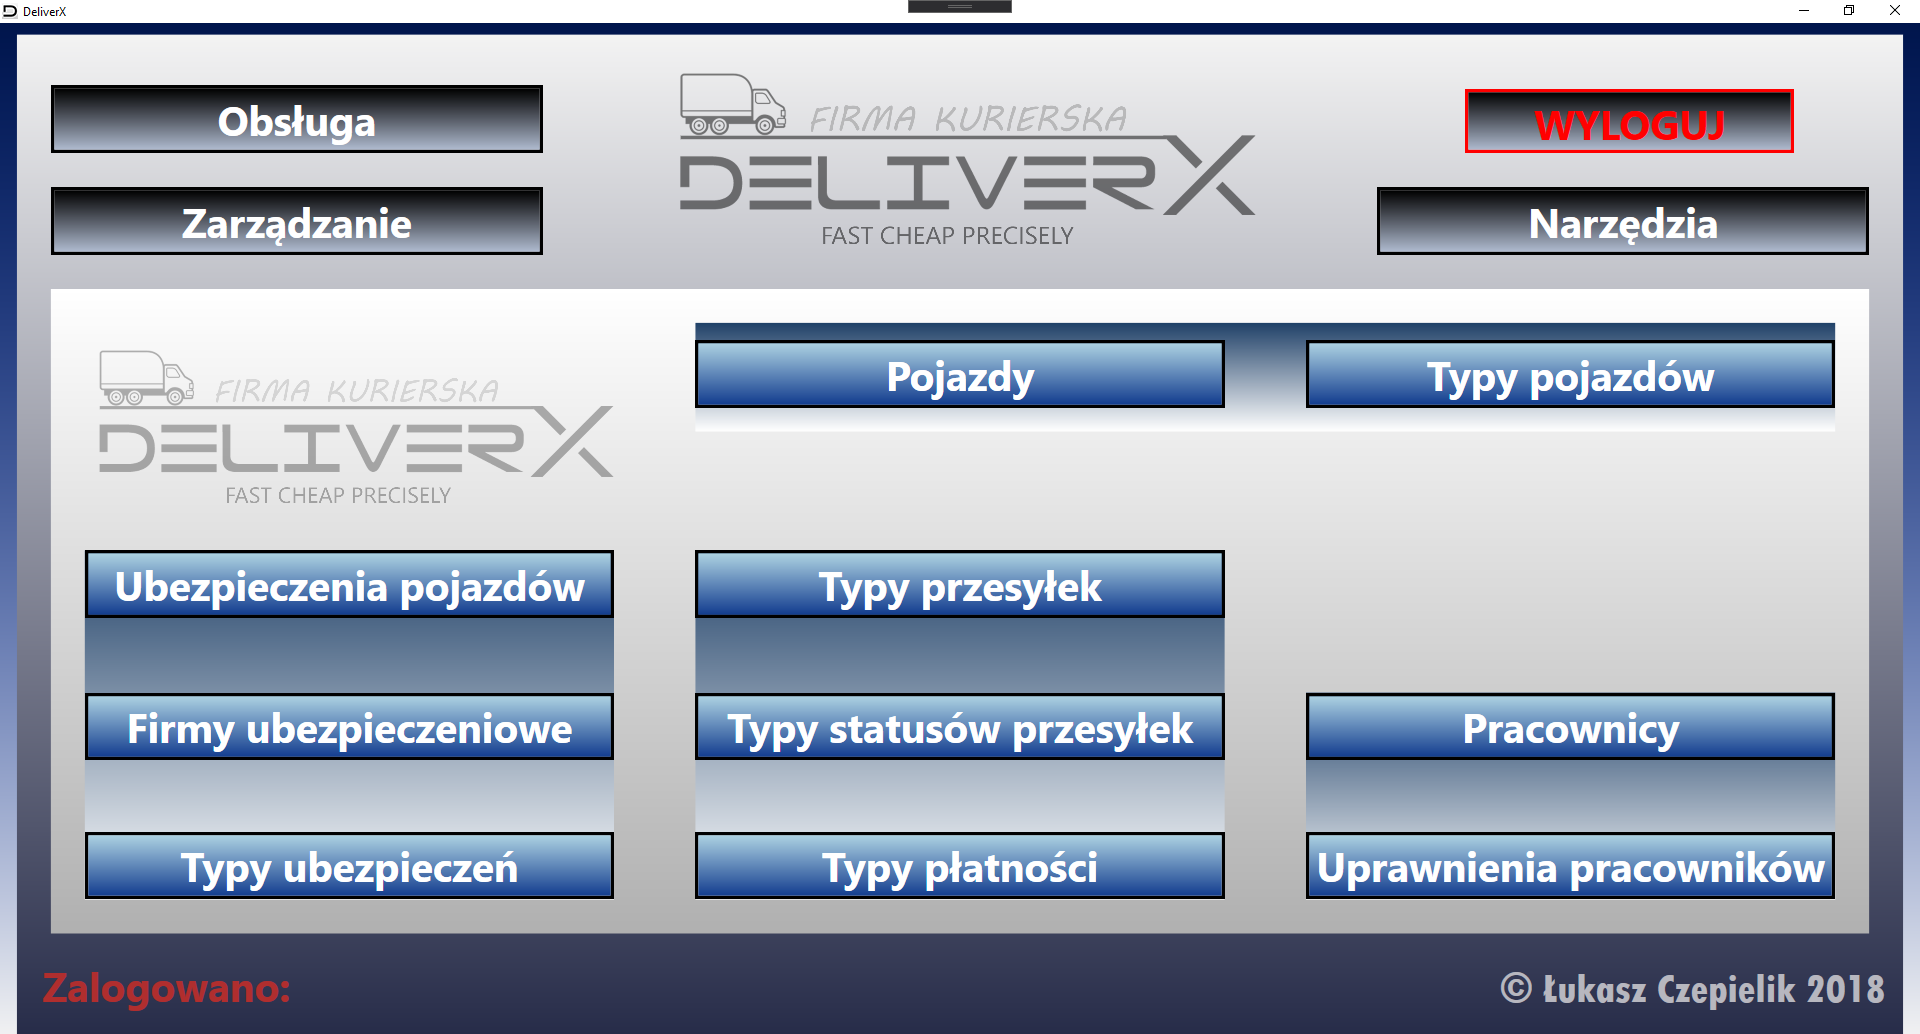 DeliverX
Obsługa
FIRMA KURIERSKA
WYLOGUJ
DELIVERX
Zarządzanie
Narzędzia
FAST CHEAP PRECISELY
Pojazdy
Typy pojazdów
FIRMA KURIERSKA
DELIVERX
FAST CHEAP PRECISELY
Ubezpieczenia pojazdów
Typy przesyłek
Firmy ubezpieczeniowe
Typy statusów przesyłek
Pracownicy
Typy ubezpieczeń
Typy płatności
Uprawnienia pracowników
Zalogowano:
© Łukasz Czepielik 2018